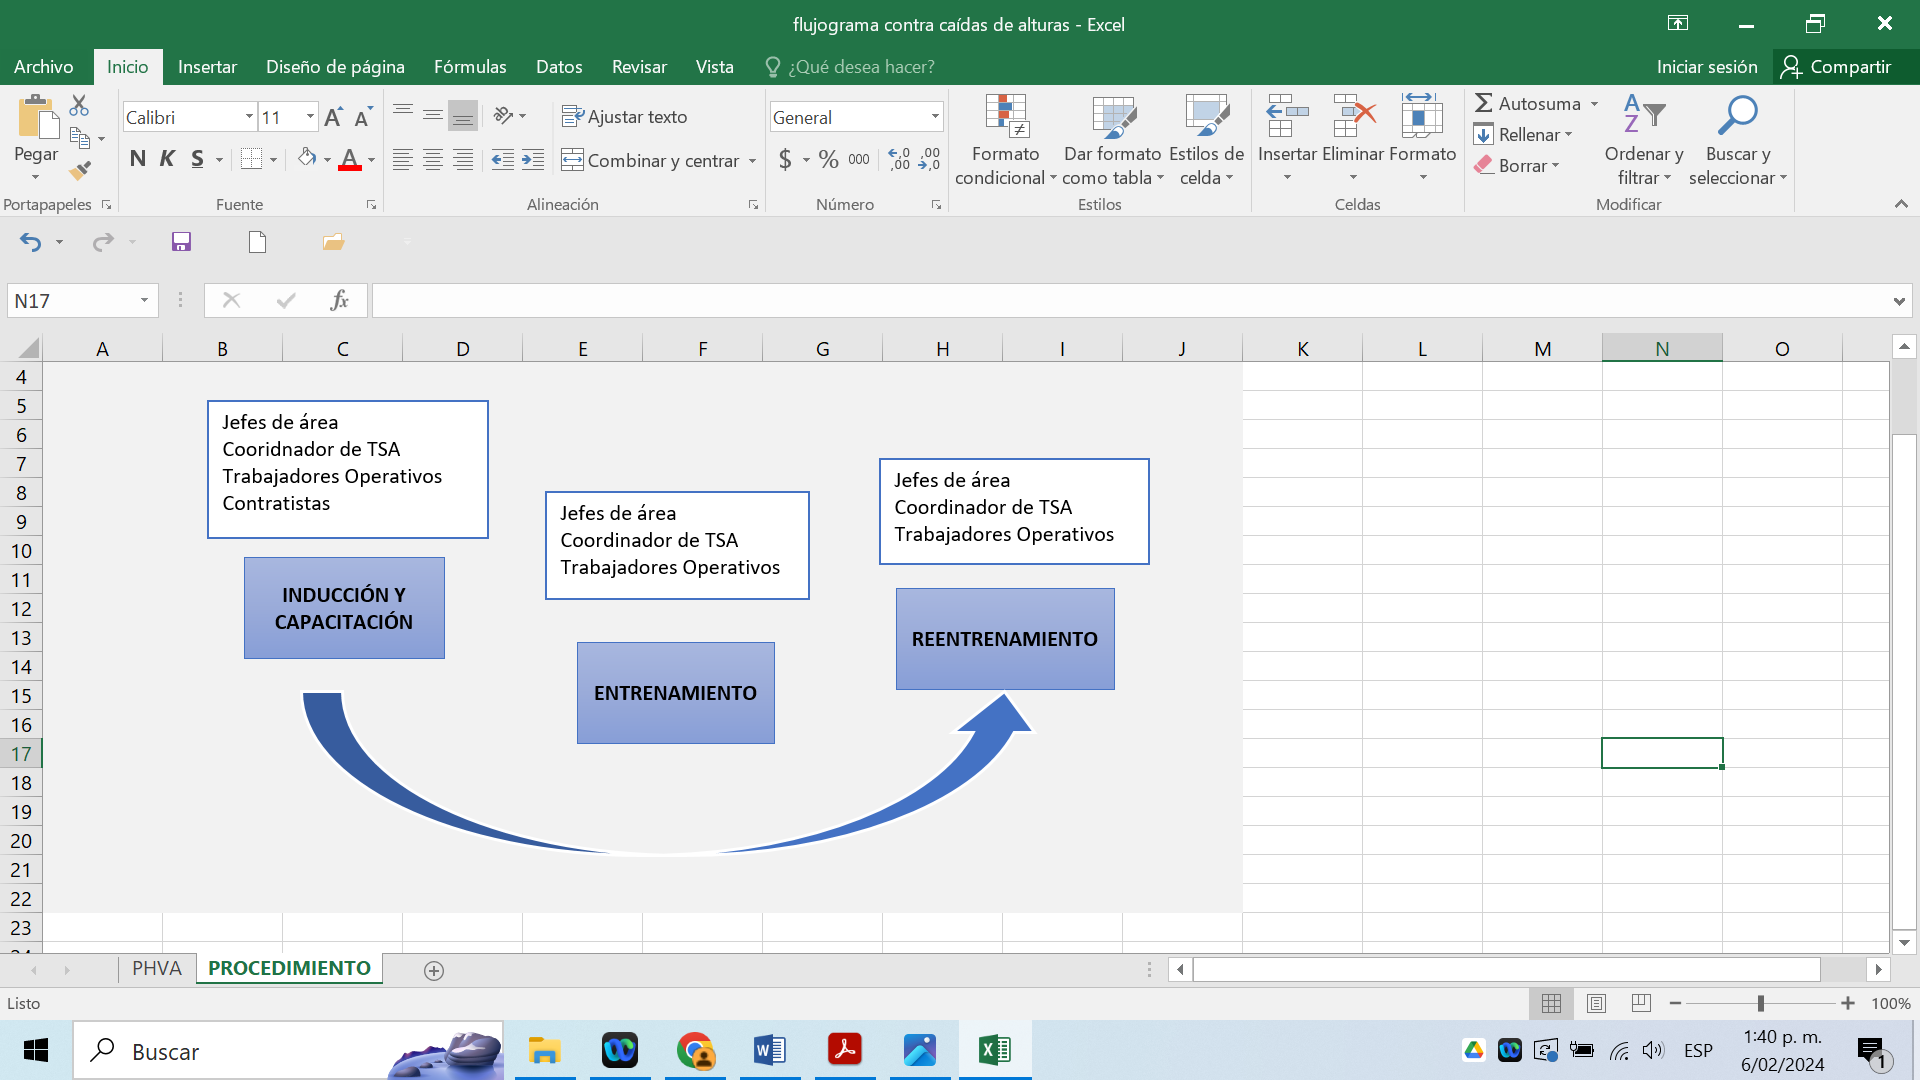 flujograma contra caídas de alturas - Excel
Archivo Inicio Insertar Diseño de página Fórmulas Datos Revisar Vista ¿Qué desea hacer? Iniciar sesión Compartir
Pegar
Portapapeles
Calibri 11
N K S A
Fuente
Ajustar texto
Combinar y centrar
Alineación
General
$ % 000
Número
Formato condicional
Dar formato como tabla
Estilos de celda
Estilos
Insertar Eliminar Formato
Celdas
Autosuma
Rellenar
Borrar
Ordenar y filtrar
Buscar y seleccionar
Modificar
N17 fx
A B C D E F G H I J K L M N O
4
5
6
7
8
9
10
11
12
13
14
15
16
17
18
19
20
21
22
23
Jefes de área
Cooridnador de TSA
Trabajadores Operativos
Contratistas
INDUCCIÓN Y
CAPACITACIÓN
Jefes de área
Coordinador de TSA
Trabajadores Operativos
ENTRENAMIENTO
Jefes de área
Coordinador de TSA
Trabajadores Operativos
REENTRENAMIENTO
PHVA PROCEDIMIENTO
Listo 100%
Buscar
ESP
1:40 p. m.
6/02/2024
1